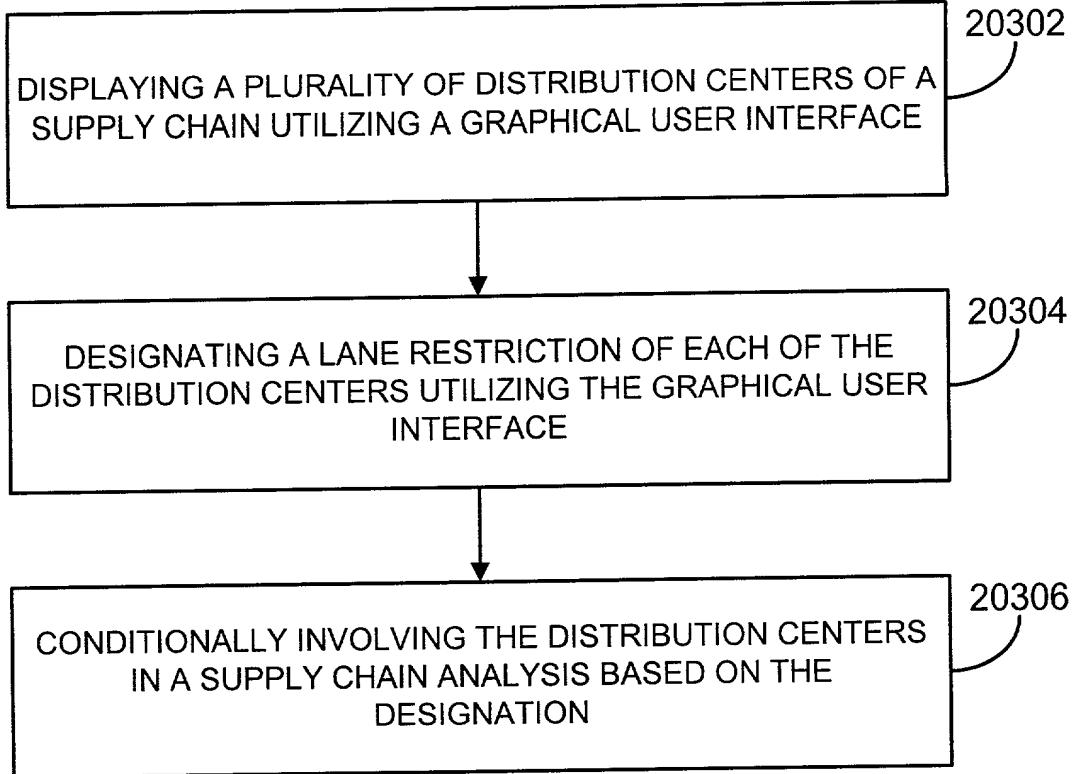 20302
DISPLAYING A PLURALITY OF DISTRIBUTION CENTERS OF A
SUPPLY CHAIN UTILIZING A GRAPHICAL USER INTERFACE
20304
DESIGNATING A LANE RESTRICTION OF EACH OF THE
DISTRIBUTION CENTERS UTILIZING THE GRAPHICAL USER
INTERFACE
20306
CONDITIONALLY INVOLVING THE DISTRIBUTION CENTERS
IN A SUPPLY CHAIN ANALYSIS BASED ON THE
DESIGNATION